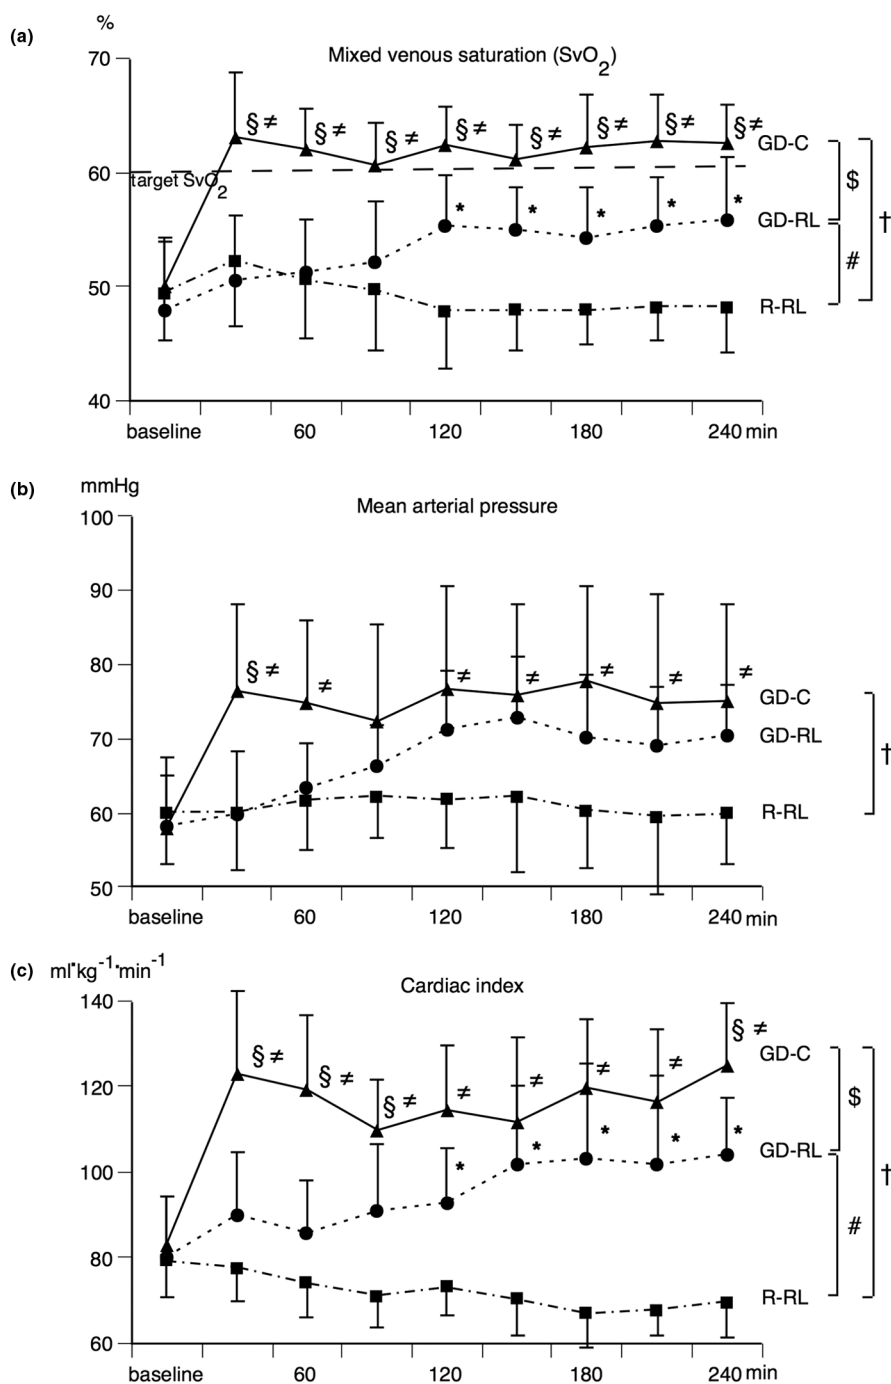 (a)
%
Mixed venous saturation (SvO2)
70
§ ≠ § ≠ § ≠ § ≠ § ≠ § ≠ § ≠ §≠
GD-C
60
target SvO2
$
†
* * * * *
GD-RL
#
50
R-RL
40
baseline 60 120 180 240 min
(b)
mmHg
Mean arterial pressure
100
90
80
§ ≠ ≠ ≠ ≠ ≠ ≠ ≠
GD-C
70
GD-RL
†
R-RL
60
50
baseline 60 120 180 240 min
(c)
ml·kg-1·min-1
Cardiac index
140
§ ≠ § ≠ § ≠ ≠ ≠ ≠ ≠ § ≠
GD-C
120
$
* * * * *
GD-RL
†
100
#
80
R-RL
60
baseline 60 120 180 240 min